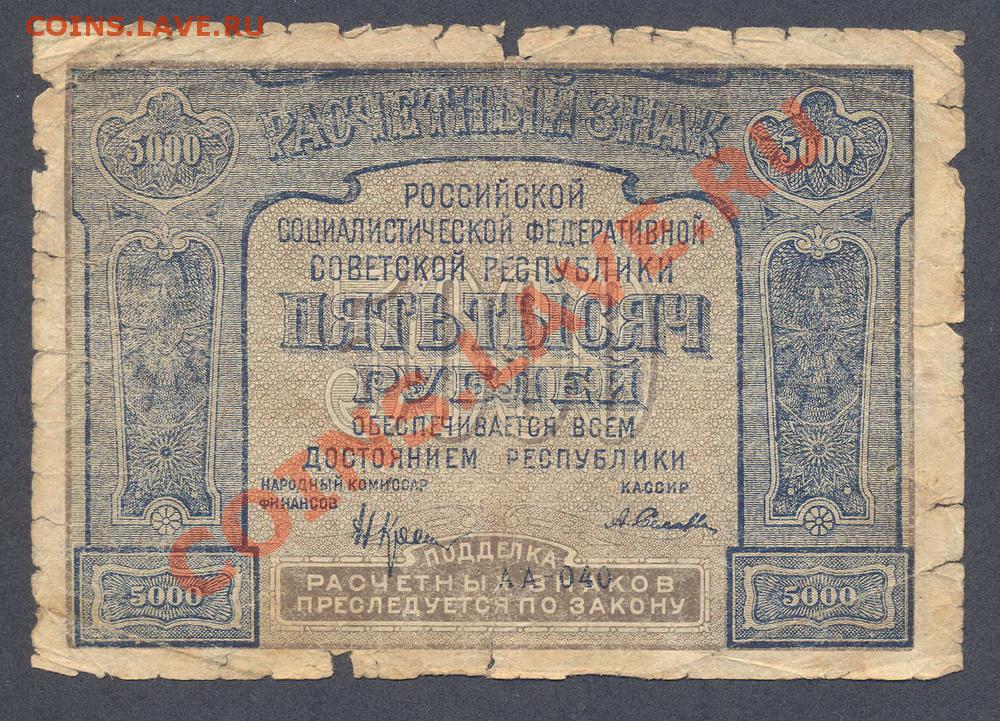 COINS.LAVE.RU
РАСЧЕТНЫЙ ЗНАК
5000
5000
РОССИЙСКОЙ
СОЦИАЛИСТИЧЕСКОЙ ФЕДЕРАТИВНОЙ
СОВЕТСКОЙ РЕСПУБЛИКИ
ПЯТЬ ТЫСЯЧ
РУБЛЕЙ
ОБЕСПЕЧИВАЕТСЯ ВСЕМ
ДОСТОЯНИЕМ РЕСПУБЛИКИ
НАРОДНЫЙ КОМИССАР
ФИНАНСОВ
КАССИР
ПОДДЕЛКА
АА-040
РАСЧЕТНЫХ ЗНАКОВ
ПРЕСЛЕДУЕТСЯ ПО ЗАКОНУ
5000
5000
COINS.LAVE.RU